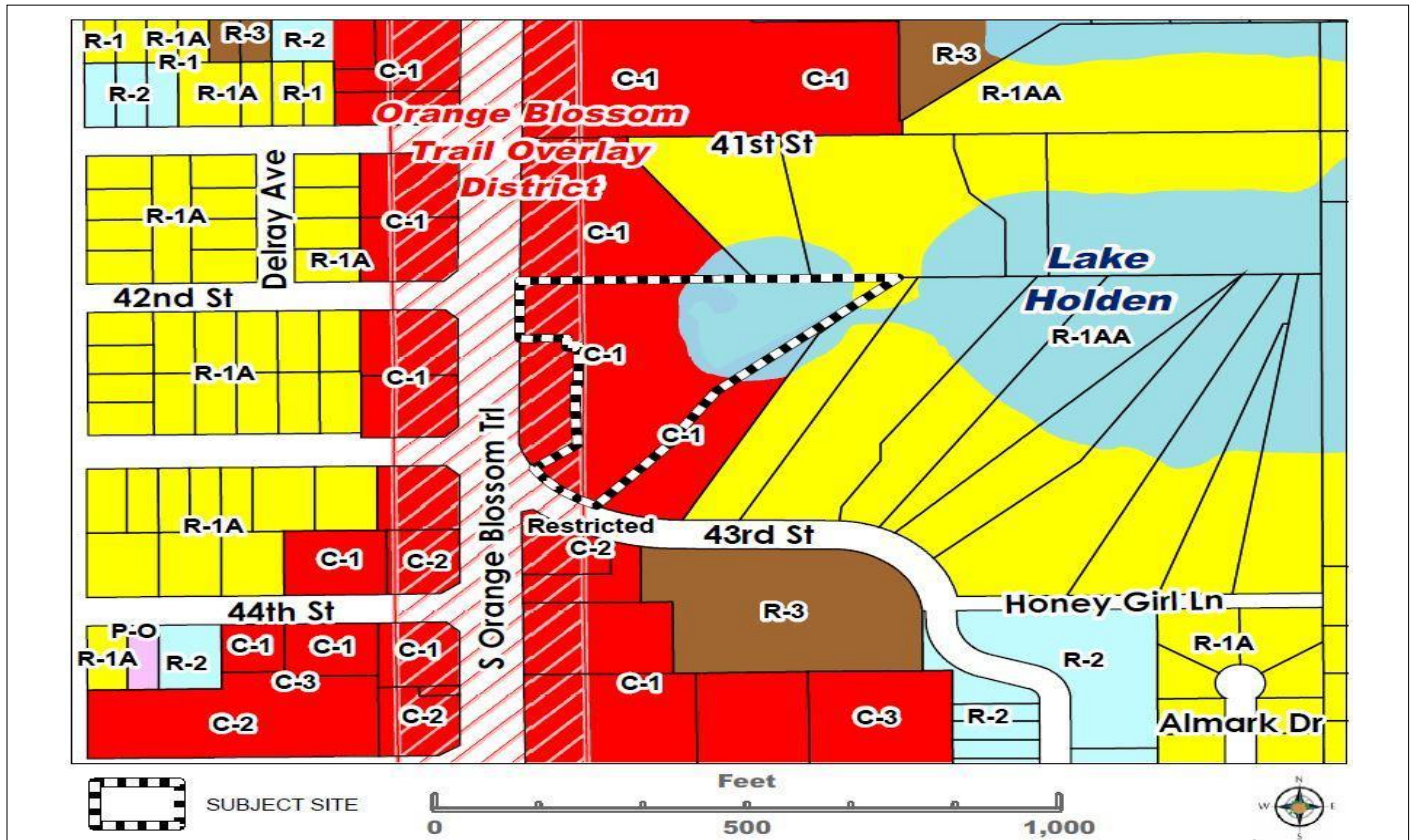 R-1
R-1A
R-3
R-2
R-1
C-1
C-1
C-1
R-3
R-2
R-1A
R-1
R-1AA
Orange Blossom
Trail Overlay
District
41st St
Delray Ave
R-1A
C-1
C-1
R-1A
Lake
Holden
R-1AA
42nd St
C-1
R-1A
C-1
C-1
S Orange Blossom Trl
R-1A
Restricted
C-2
43rd St
C-1
C-2
44th St
R-3
Honey Girl Ln
P-O
R-1A
R-2
C-1
C-1
C-1
C-3
C-2
C-2
C-1
C-3
R-2
R-2
R-1A
Almark Dr
SUBJECT SITE
Feet
0
500
1,000
N
W
E
S